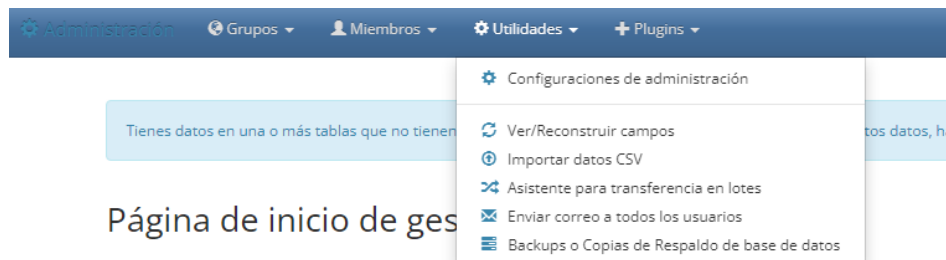 Administración Grupos Miembros Utilidades Plugins
Configuraciones de administración
Tienes datos en una o más tablas que no tienen
tos datos, h
Ver/Reconstruir campos
Importar datos CSV
Asistente para transferencia en lotes
Enviar correo a todos los usuarios
Página de inicio de ges
Backups o Copias de Respaldo de base de datos